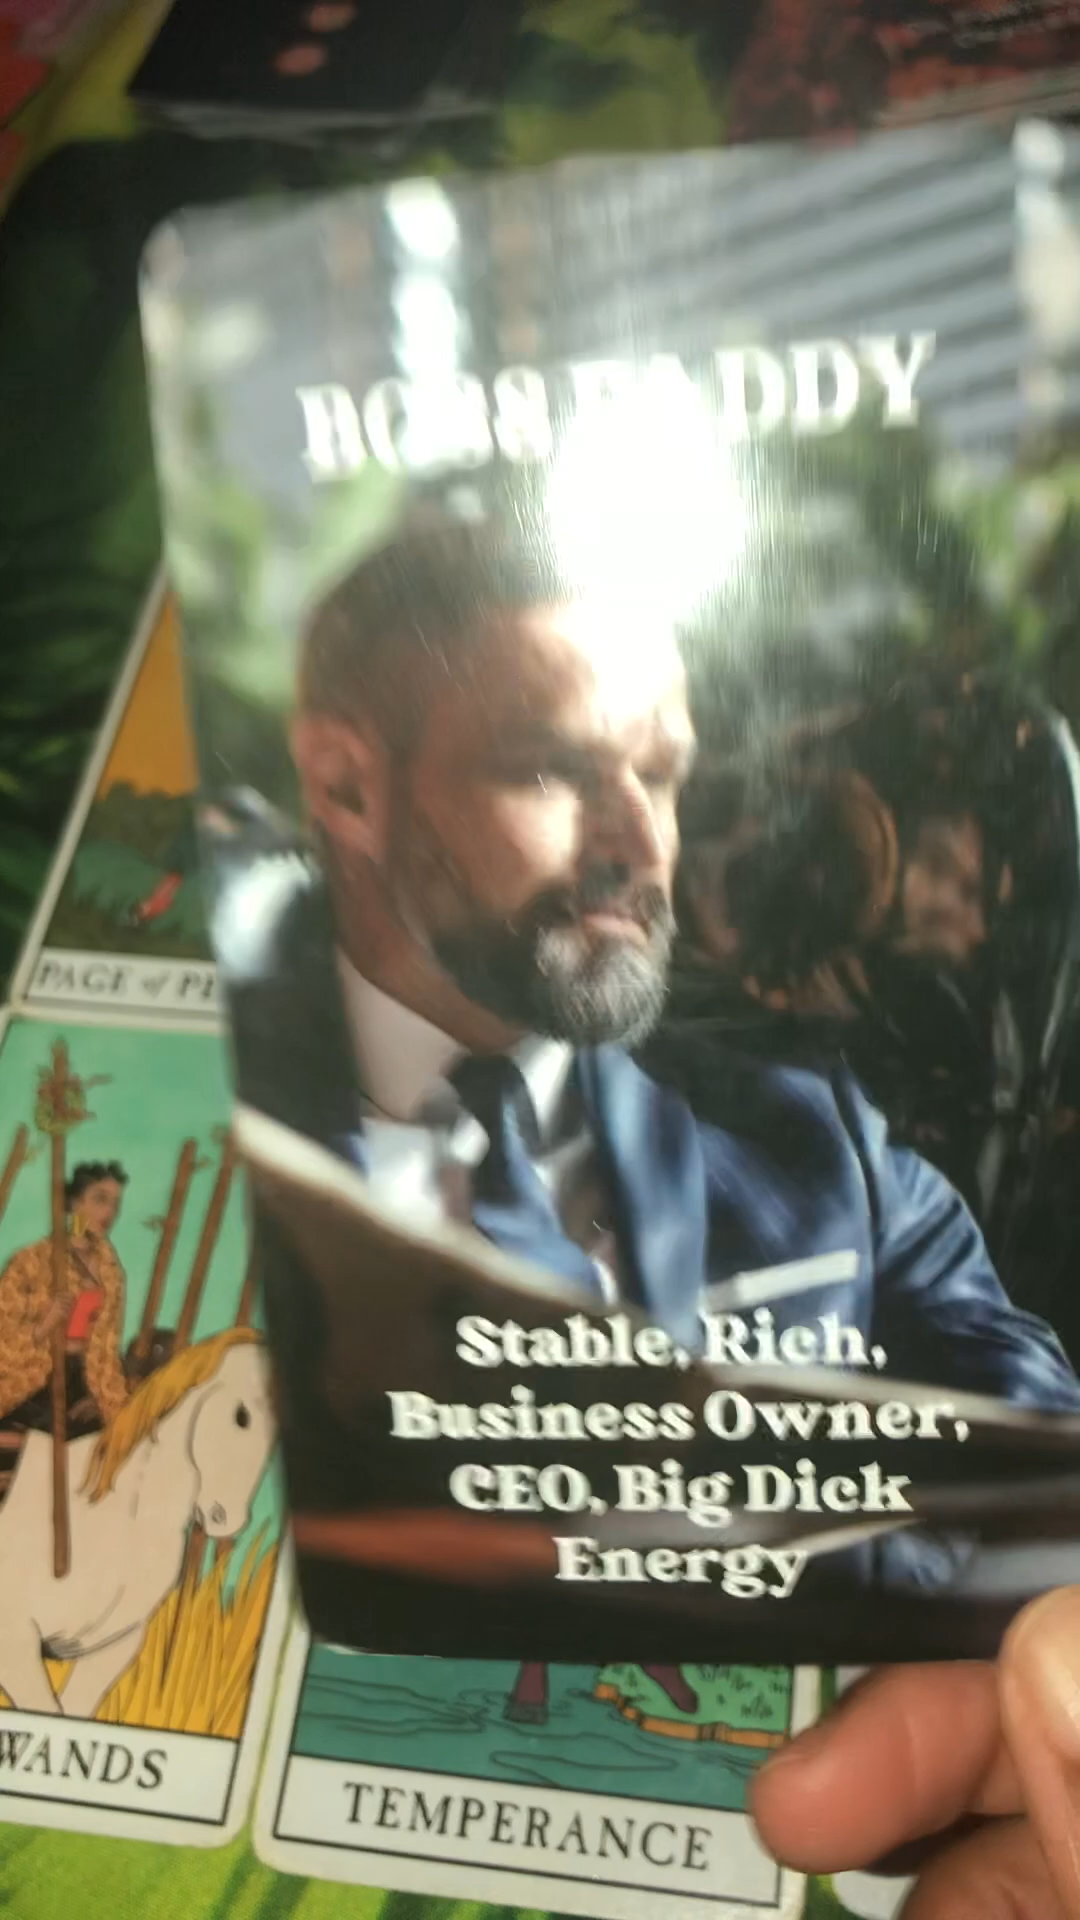 BOSS DADDY
PAGE of PE
Stable, Rich,
Business Owner,
CEO, Big Dick
Energy
WANDS
TEMPERANCE